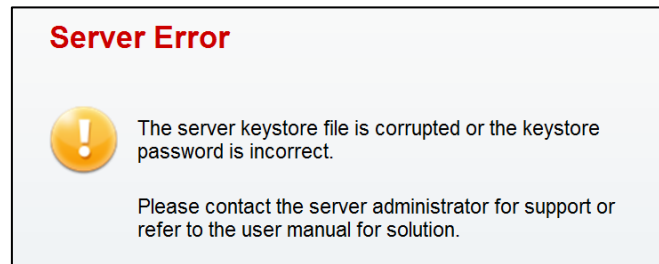 Server Error
The server keystore file is corrupted or the keystore
password is incorrect.
Please contact the server administrator for support or
refer to the user manual for solution.